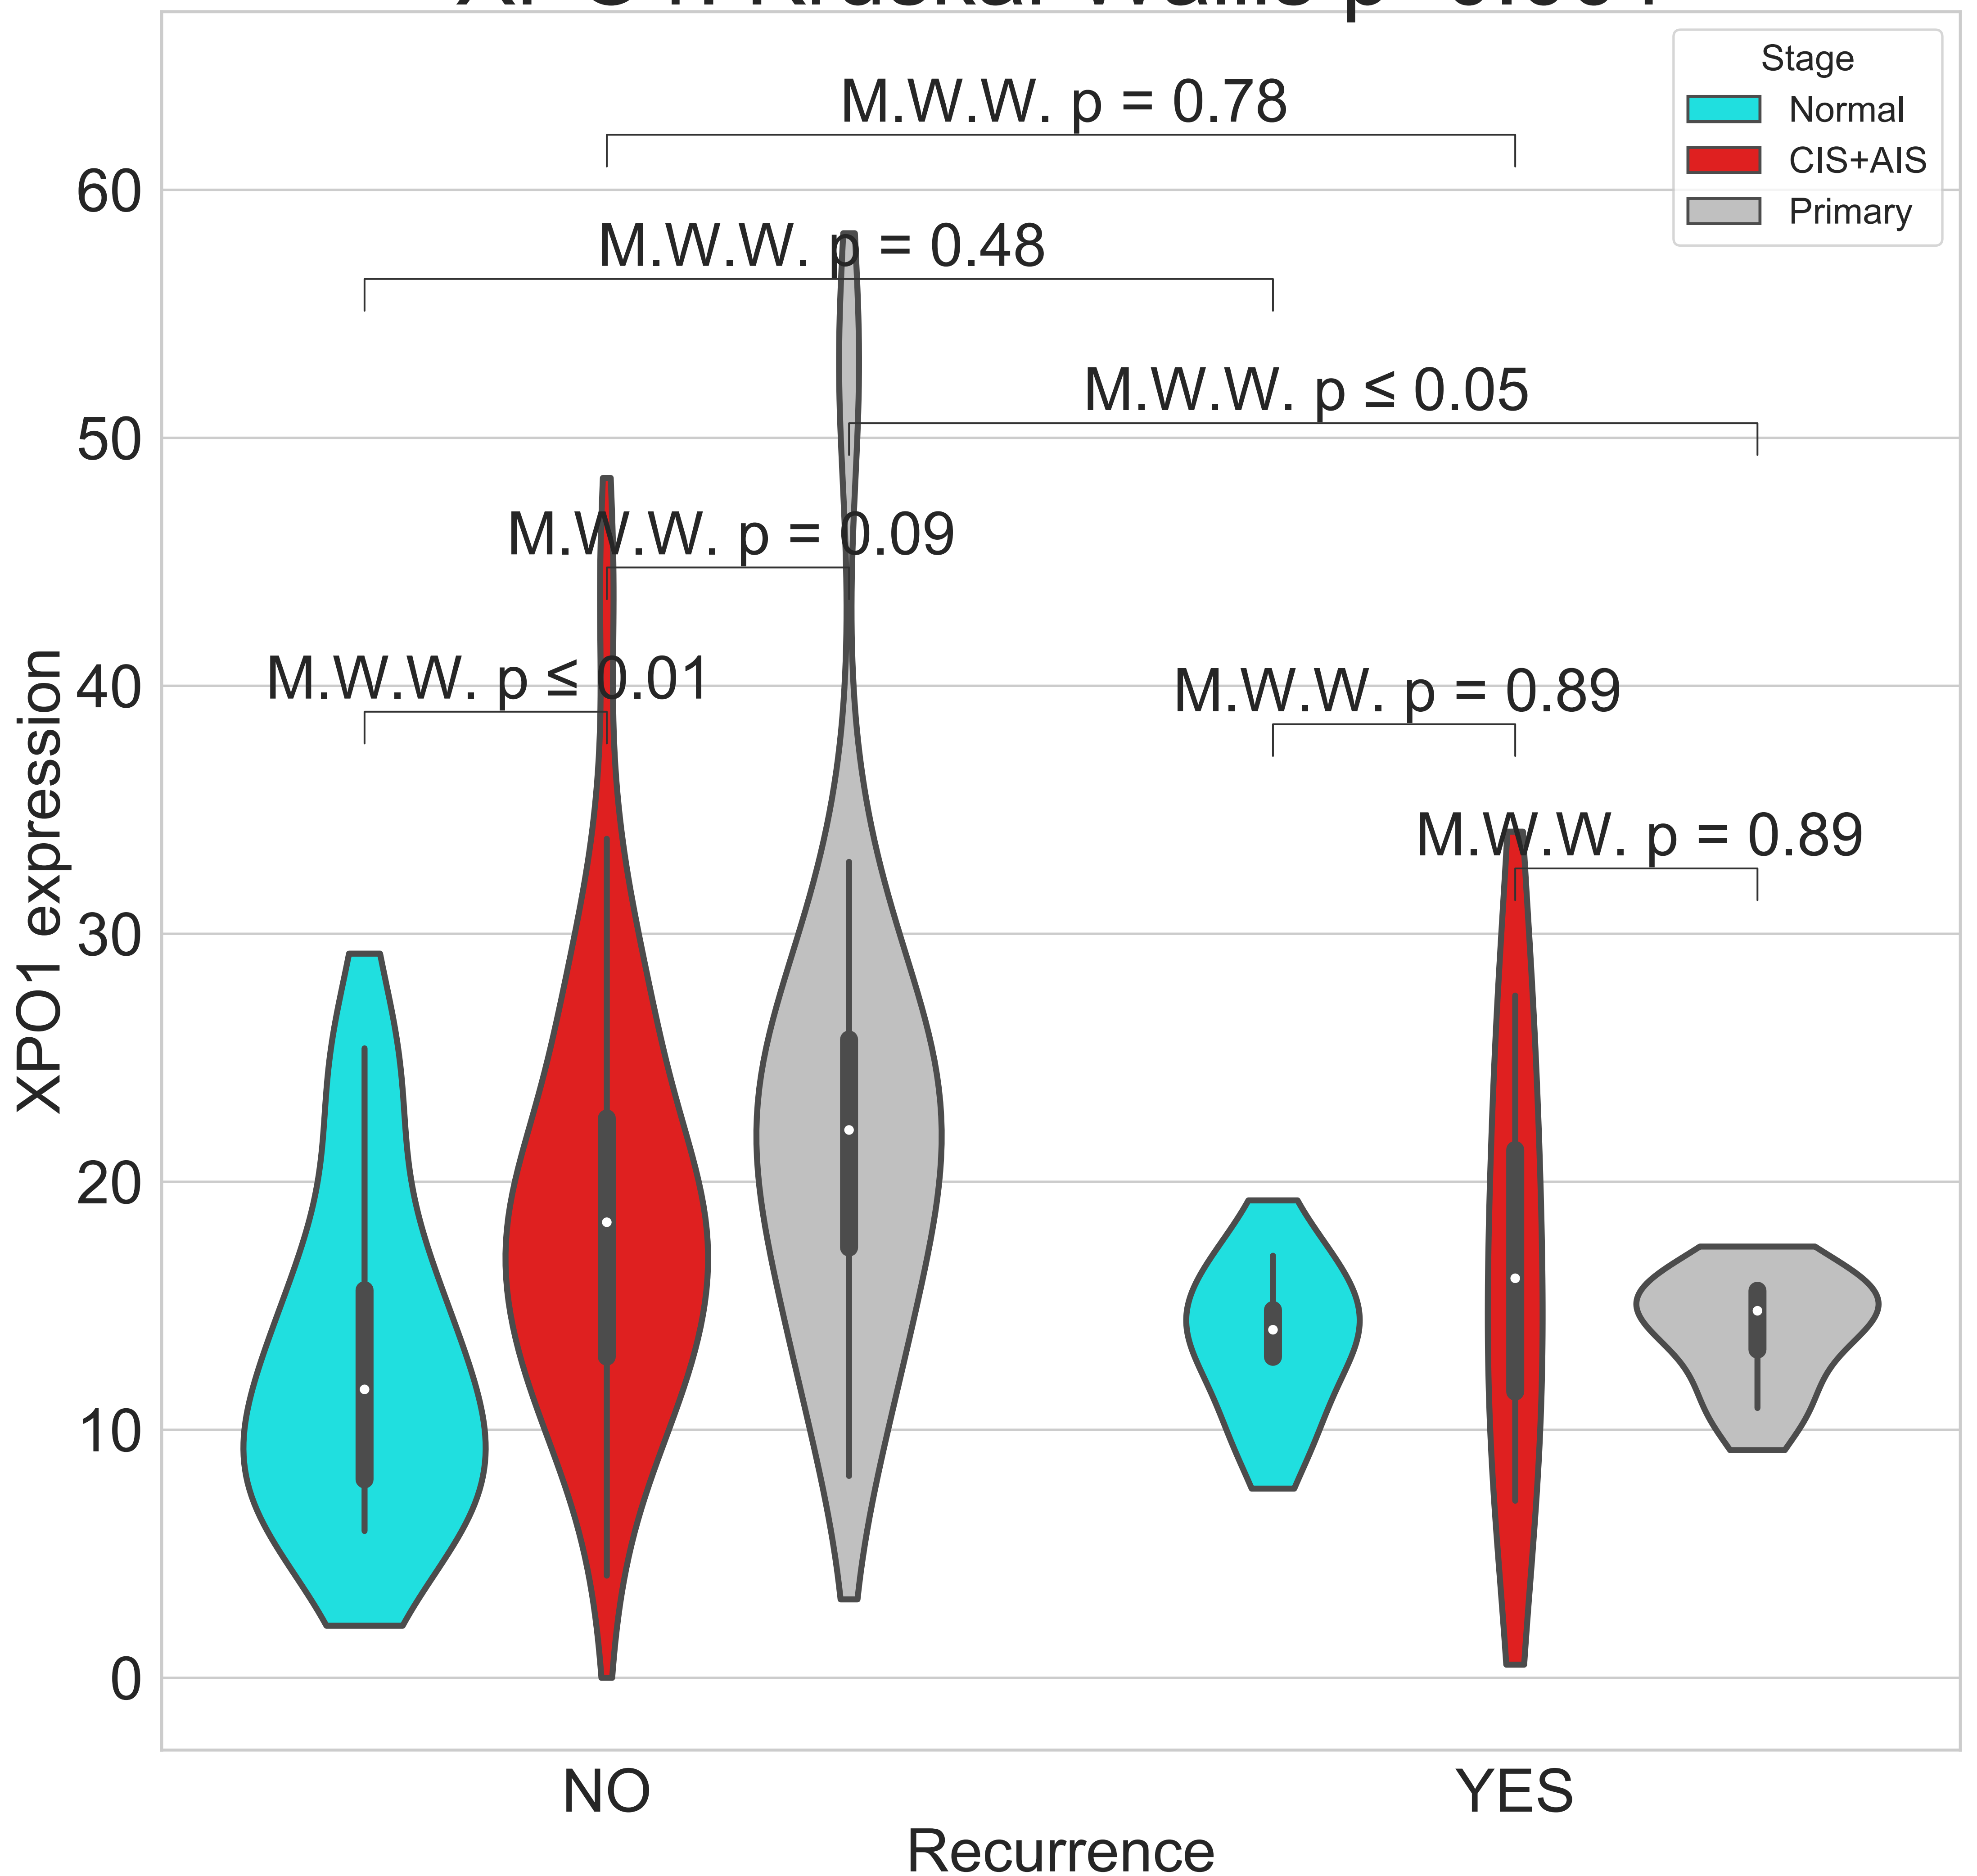 Stage
Normal
CIS+AIS
Primary
M.W.W. p = 0.78
M.W.W. p = 0.48
M.W.W. p ≤ 0.05
M.W.W. p = 0.09
M.W.W. p ≤ 0.01
M.W.W. p = 0.89
M.W.W. p = 0.89
XPO1 expression
60
50
40
30
20
10
0
NO
YES
Recurrence